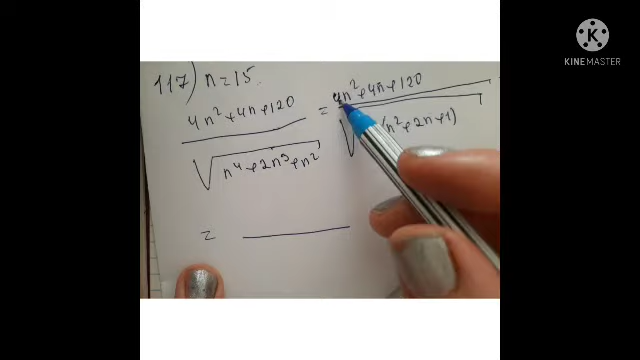 KINEMASTER
117) n=15.
4n²+4n+120 = 4n²+4n+120
√n⁴+2n³+n² √ (n²+2n+1)
=